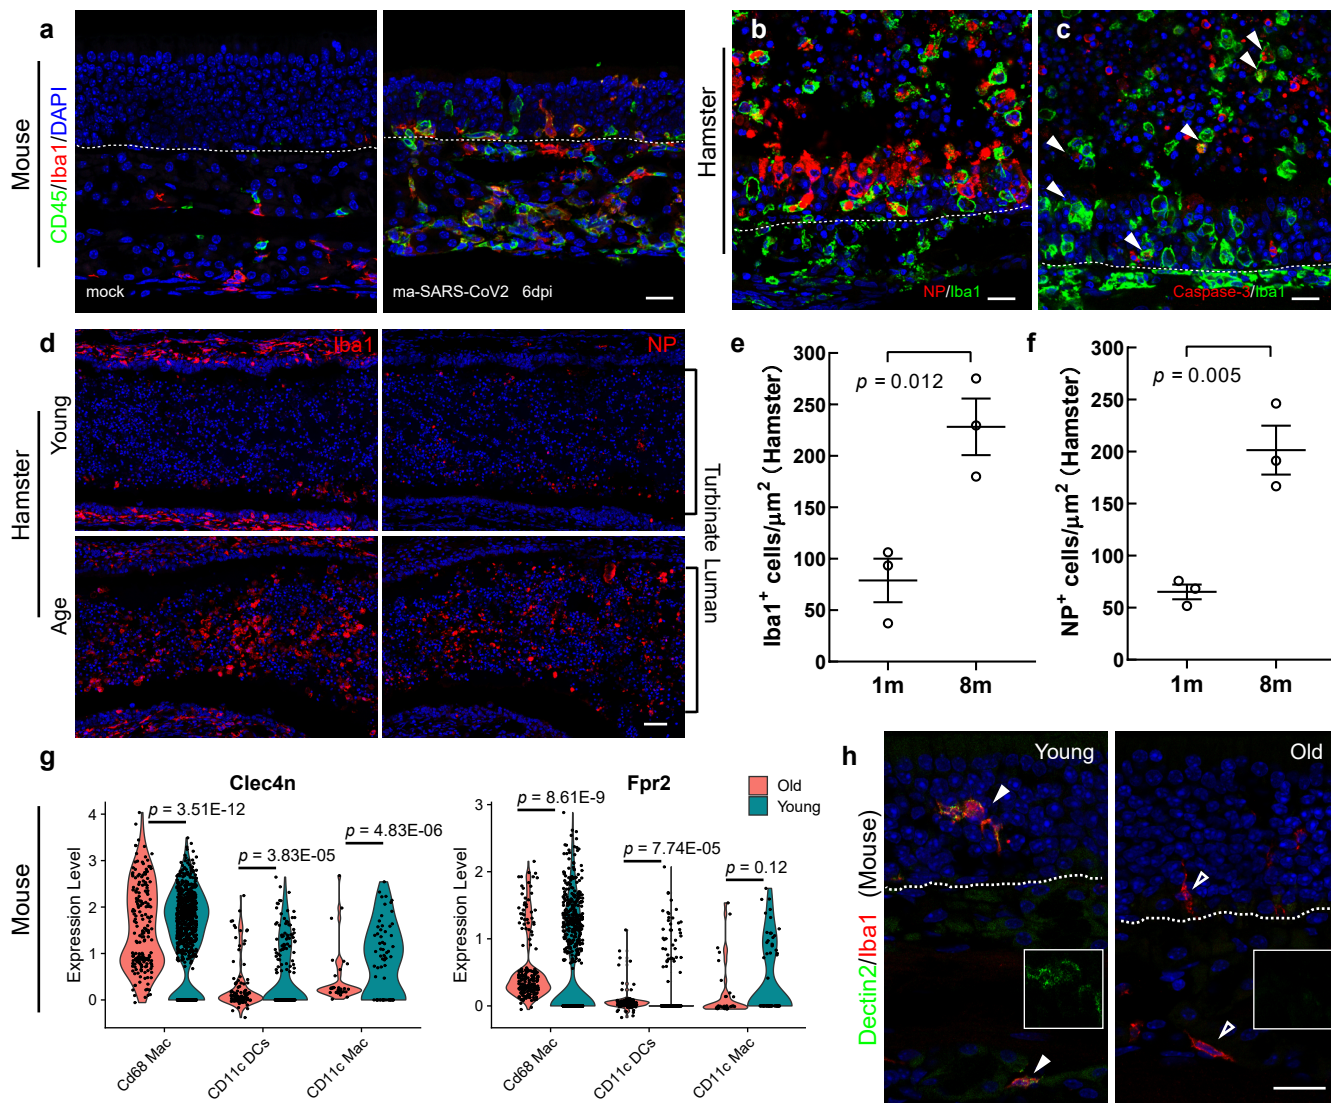 a
Mouse
CD45/Iba1/DAPI
mock
ma-SARS-CoV2 6dpi
b
Hamster
NP/Iba1
c
Caspase-3/Iba1
d
Hamster
Young
Age
Iba1
NP
Turbinate Luman
e
Iba1+ cells/μm2 (Hamster)
300
250
200
150
100
50
0
p = 0.012
1m
8m
f
NP+ cells/μm2 (Hamster)
300
250
200
150
100
50
0
p = 0.005
1m
8m
g
Mouse
Clec4n
Expression Level
4
3
2
1
0
p = 3.51E-12
p = 3.83E-05
p = 4.83E-06
Cd68 Mac
CD11c DCs
CD11c Mac
Fpr2
Expression Level
3
2
1
0
p = 8.61E-9
p = 7.74E-05
p = 0.12
Cd68 Mac
CD11c DCs
CD11c Mac
Old
Young
h
Dectin2/Iba1 (Mouse)
Young
Old